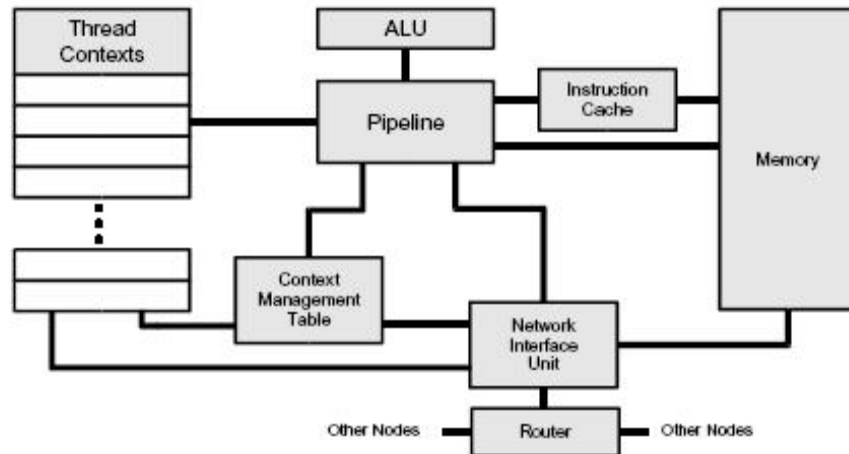 Thread
Contexts
ALU
Pipeline
Instruction
Cache
Memory
Context
Management
Table
Network
Interface
Unit
Other Nodes
Router
Other Nodes